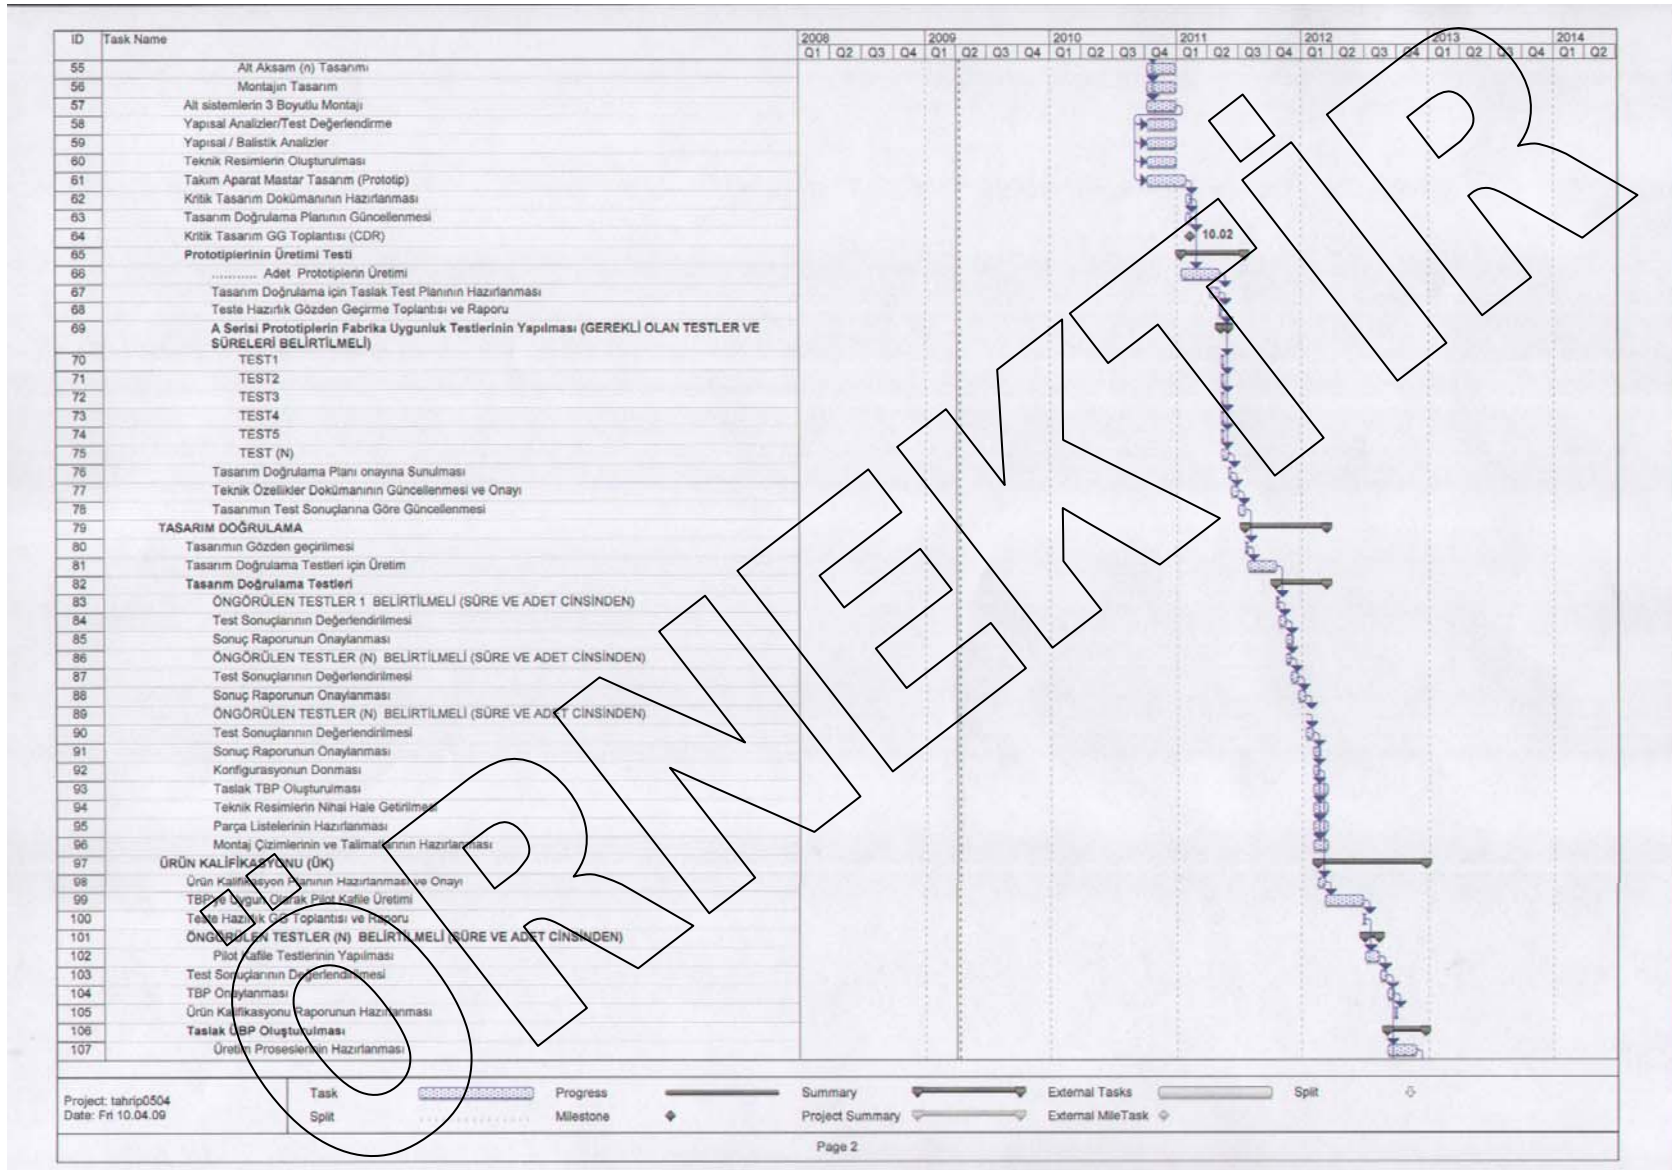 ID Task Name 2008 2009 2010 2011 2012 2013 2014
Q1 Q2 Q3 Q4 Q1 Q2 Q3 Q4 Q1 Q2 Q3 Q4 Q1 Q2 Q3 Q4 Q1 Q2 Q3 Q4 Q1 Q2 Q3 Q4 Q1 Q2
55 Alt Aksam (n) Tasarımı
56 Montajın Tasarım
57 Alt sistemlerin 3 Boyutlu Montajı
58 Yapısal Analizler/Test Değerlendirme
59 Yapısal / Balistik Analizler
60 Teknik Resimlerin Oluşturulması
61 Takım Aparat Mastar Tasarım (Prototip)
62 Kritik Tasarım Dokümanının Hazırlanması
63 Tasarım Doğrulama Planının Güncellenmesi
64 Kritik Tasarım GG Toplantısı (CDR) 10.02
65 Prototiplerinin Üretimi Testi
66 ........... Adet Prototiplerin Üretimi
67 Tasarım Doğrulama için Taslak Test Planının Hazırlanması
68 Teste Hazırlık Gözden Geçirme Toplantısı ve Raporu
69 A Serisi Prototiplerin Fabrika Uygunluk Testlerinin Yapılması (GEREKLİ OLAN TESTLER VE
SÜRELERİ BELİRTİLMELİ)
70 TEST1
71 TEST2
72 TEST3
73 TEST4
74 TEST5
75 TEST (N)
76 Tasarım Doğrulama Planı onayına Sunulması
77 Teknik Özellikler Dokümanının Güncellenmesi ve Onayı
78 Tasarımın Test Sonuçlarına Göre Güncellenmesi
79 TASARIM DOĞRULAMA
80 Tasarımın Gözden geçirilmesi
81 Tasarım Doğrulama Testleri için Üretim
82 Tasarım Doğrulama Testleri
83 ÖNGÖRÜLEN TESTLER 1 BELİRTİLMELİ (SÜRE VE ADET CİNSİNDEN)
84 Test Sonuçlarının Değerlendirilmesi
85 Sonuç Raporunun Onaylanması
86 ÖNGÖRÜLEN TESTLER (N) BELİRTİLMELİ (SÜRE VE ADET CİNSİNDEN)
87 Test Sonuçlarının Değerlendirilmesi
88 Sonuç Raporunun Onaylanması
89 ÖNGÖRÜLEN TESTLER (N) BELİRTİLMELİ (SÜRE VE ADET CİNSİNDEN)
90 Test Sonuçlarının Değerlendirilmesi
91 Sonuç Raporunun Onaylanması
92 Konfigurasyonun Donması
93 Taslak TBP Oluşturulması
94 Teknik Resimlerin Nihai Hale Getirilmesi
95 Parça Listelerinin Hazırlanması
96 Montaj Çizimlerinin ve Talimatlarının Hazırlanması
97 ÜRÜN KALİFİKASYONU (ÜK)
98 Ürün Kalifikasyon Planının Hazırlanması ve Onayı
99 TBP'ye Uygun Olarak Pilot Kafile Üretimi
100 Teste Hazırlık GG Toplantısı ve Raporu
101 ÖNGÖRÜLEN TESTLER (N) BELİRTİLMELİ (SÜRE VE ADET CİNSİNDEN)
102 Pilot Kafile Testlerinin Yapılması
103 Test Sonuçlarının Değerlendirilmesi
104 TBP Onaylanması
105 Ürün Kalifikasyonu Raporunun Hazırlanması
106 Taslak ÜBP Oluşturulması
107 Üretim Proseslerinin Hazırlanması
ÖRNEKTİR
Project: tahrip0504
Date: Fri 10.04.09
Task Progress Summary External Tasks Split
Split Milestone Project Summary External MileTask
Page 2